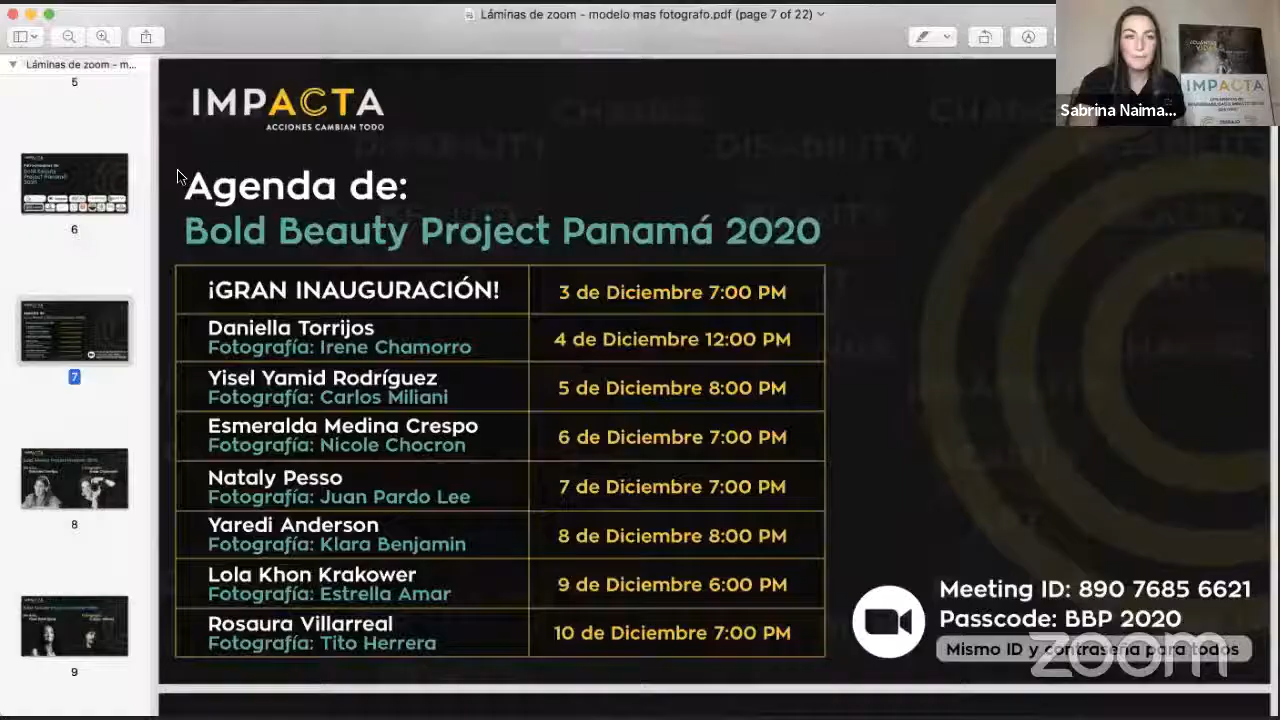 Láminas de zoom - modelo mas fotografo.pdf (page 7 of 22)
Láminas de zoom - m...
5
6
7
8
9
IMPACTA
ACCIONES CAMBIAN TODO
Agenda de:
Bold Beauty Project Panamá 2020
¡GRAN INAUGURACIÓN!
3 de Diciembre 7:00 PM
Daniella Torrijos
Fotografía: Irene Chamorro
4 de Diciembre 12:00 PM
Yisel Yamid Rodríguez
Fotografía: Carlos Miliani
5 de Diciembre 8:00 PM
Esmeralda Medina Crespo
Fotografía: Nicole Chocron
6 de Diciembre 7:00 PM
Nataly Pesso
Fotografía: Juan Pardo Lee
7 de Diciembre 7:00 PM
Yaredi Anderson
Fotografía: Klara Benjamin
8 de Diciembre 8:00 PM
Lola Khon Krakower
Fotografía: Estrella Amar
9 de Diciembre 6:00 PM
Rosaura Villarreal
Fotografía: Tito Herrera
10 de Diciembre 7:00 PM
Meeting ID: 890 7685 6621
Passcode: BBP 2020
Mismo ID y contraseña para todos
zoom
IMPACTA
Sabrina Naima...
CHANGE
DISABILITY
DISABILITY